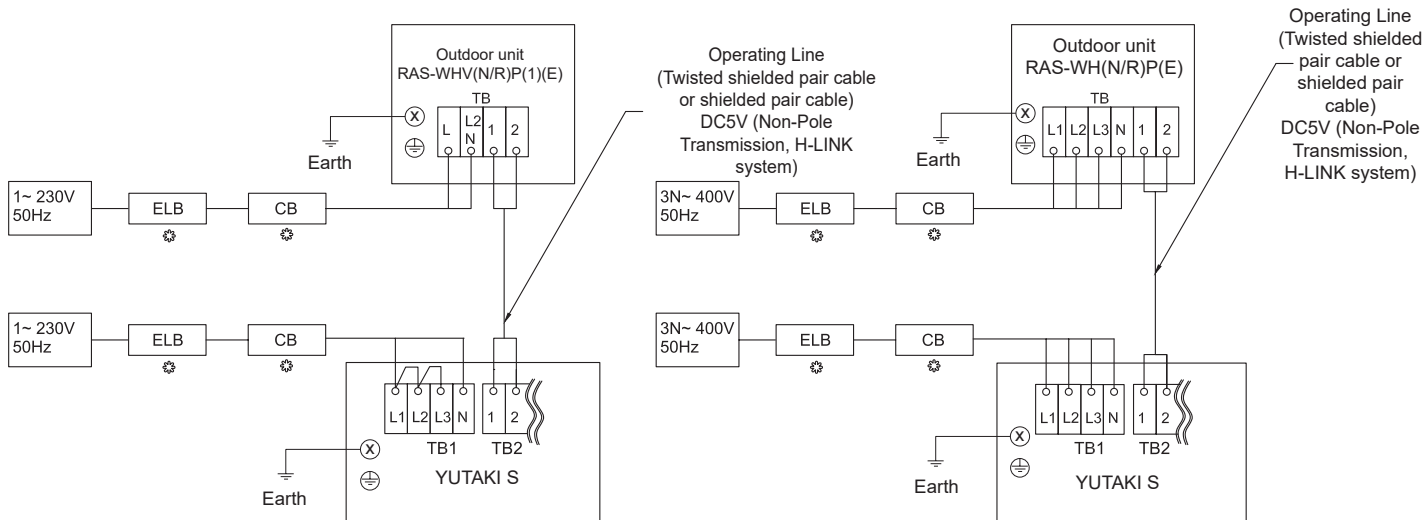 Outdoor unit
RAS-WHV(N/R)P(1)(E)
TB
L
L2
N
1
2
X
Earth
1~ 230V
50Hz
ELB
CB
Operating Line
(Twisted shielded
pair cable
or shielded pair cable)
DC5V (Non-Pole
Transmission, H-LINK
system)
1~ 230V
50Hz
ELB
CB
L1
L2
L3
N
1
2
TB1
TB2
X
YUTAKI S
Earth
Outdoor unit
RAS-WH(N/R)P(E)
TB
L1
L2
L3
N
1
2
X
Earth
3N~ 400V
50Hz
ELB
CB
Operating Line
(Twisted shielded
pair cable or
shielded pair
cable)
DC5V (Non-Pole
Transmission,
H-LINK system)
3N~ 400V
50Hz
ELB
CB
L1
L2
L3
N
1
2
TB1
TB2
X
YUTAKI S
Earth